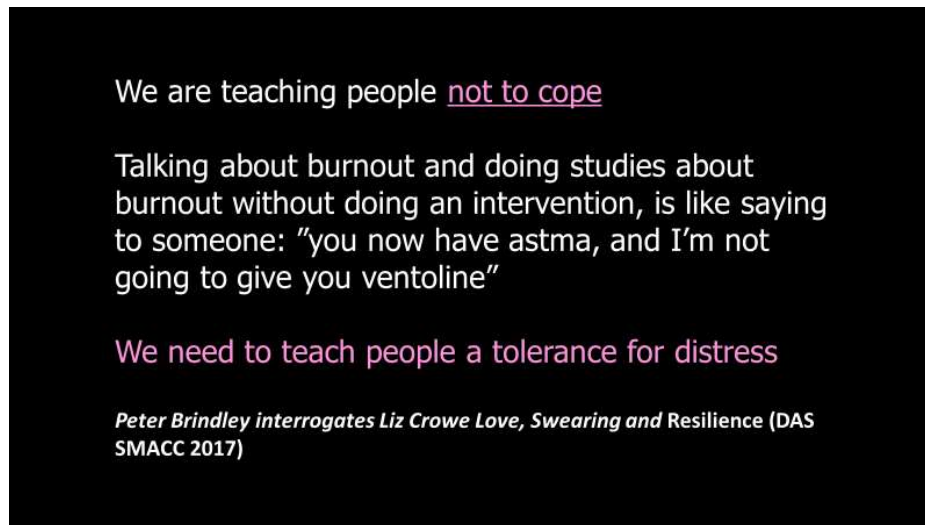 We are teaching people not to cope
Talking about burnout and doing studies about
burnout without doing an intervention, is like saying
to someone: ”you now have astma, and I’m not
going to give you ventoline”
We need to teach people a tolerance for distress
Peter Brindley interrogates Liz Crowe Love, Swearing and Resilience (DAS
SMACC 2017)